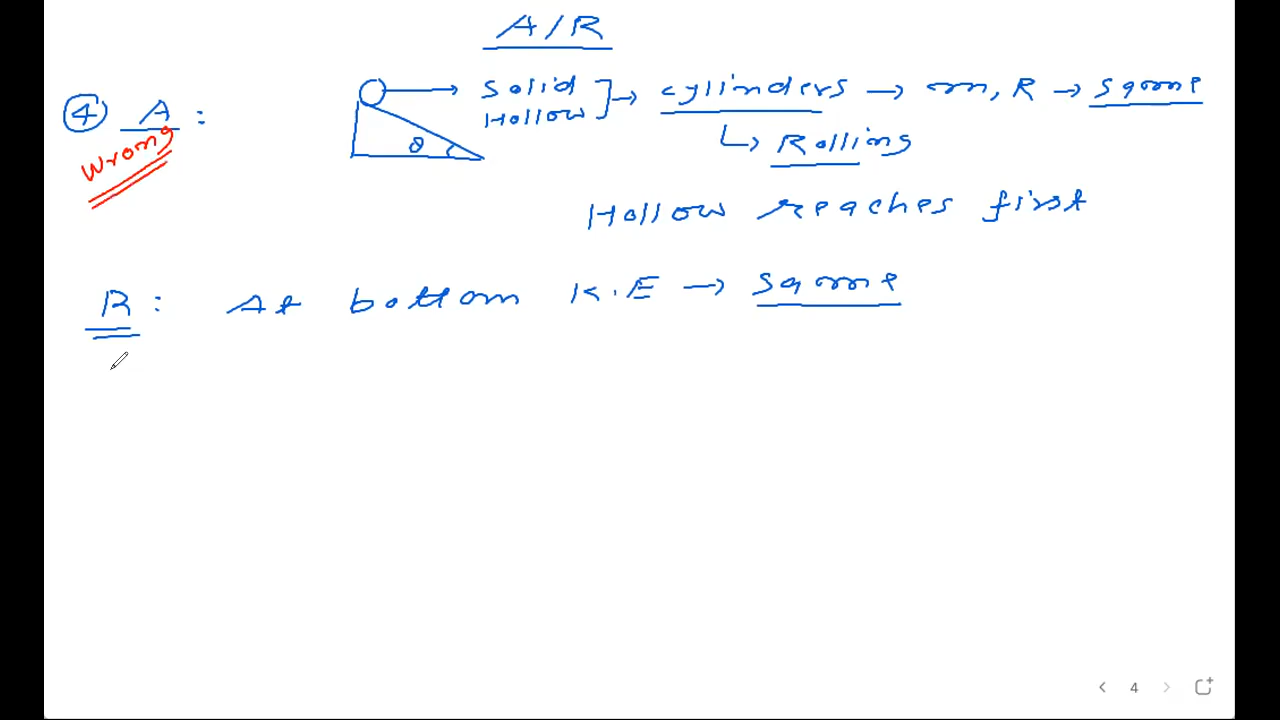 A/R
④ A : Solid → cylinders → m, R → same
Hollow
Wrong
θ
↳ Rolling
Hollow reaches first
R : At bottom K.E → same
4